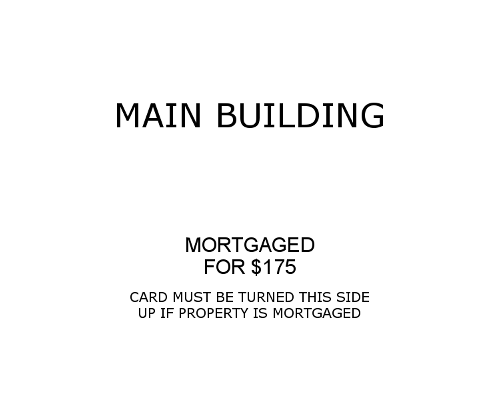 MAIN BUILDING
MORTGAGED
FOR $175
CARD MUST BE TURNED THIS SIDE
UP IF PROPERTY IS MORTGAGED